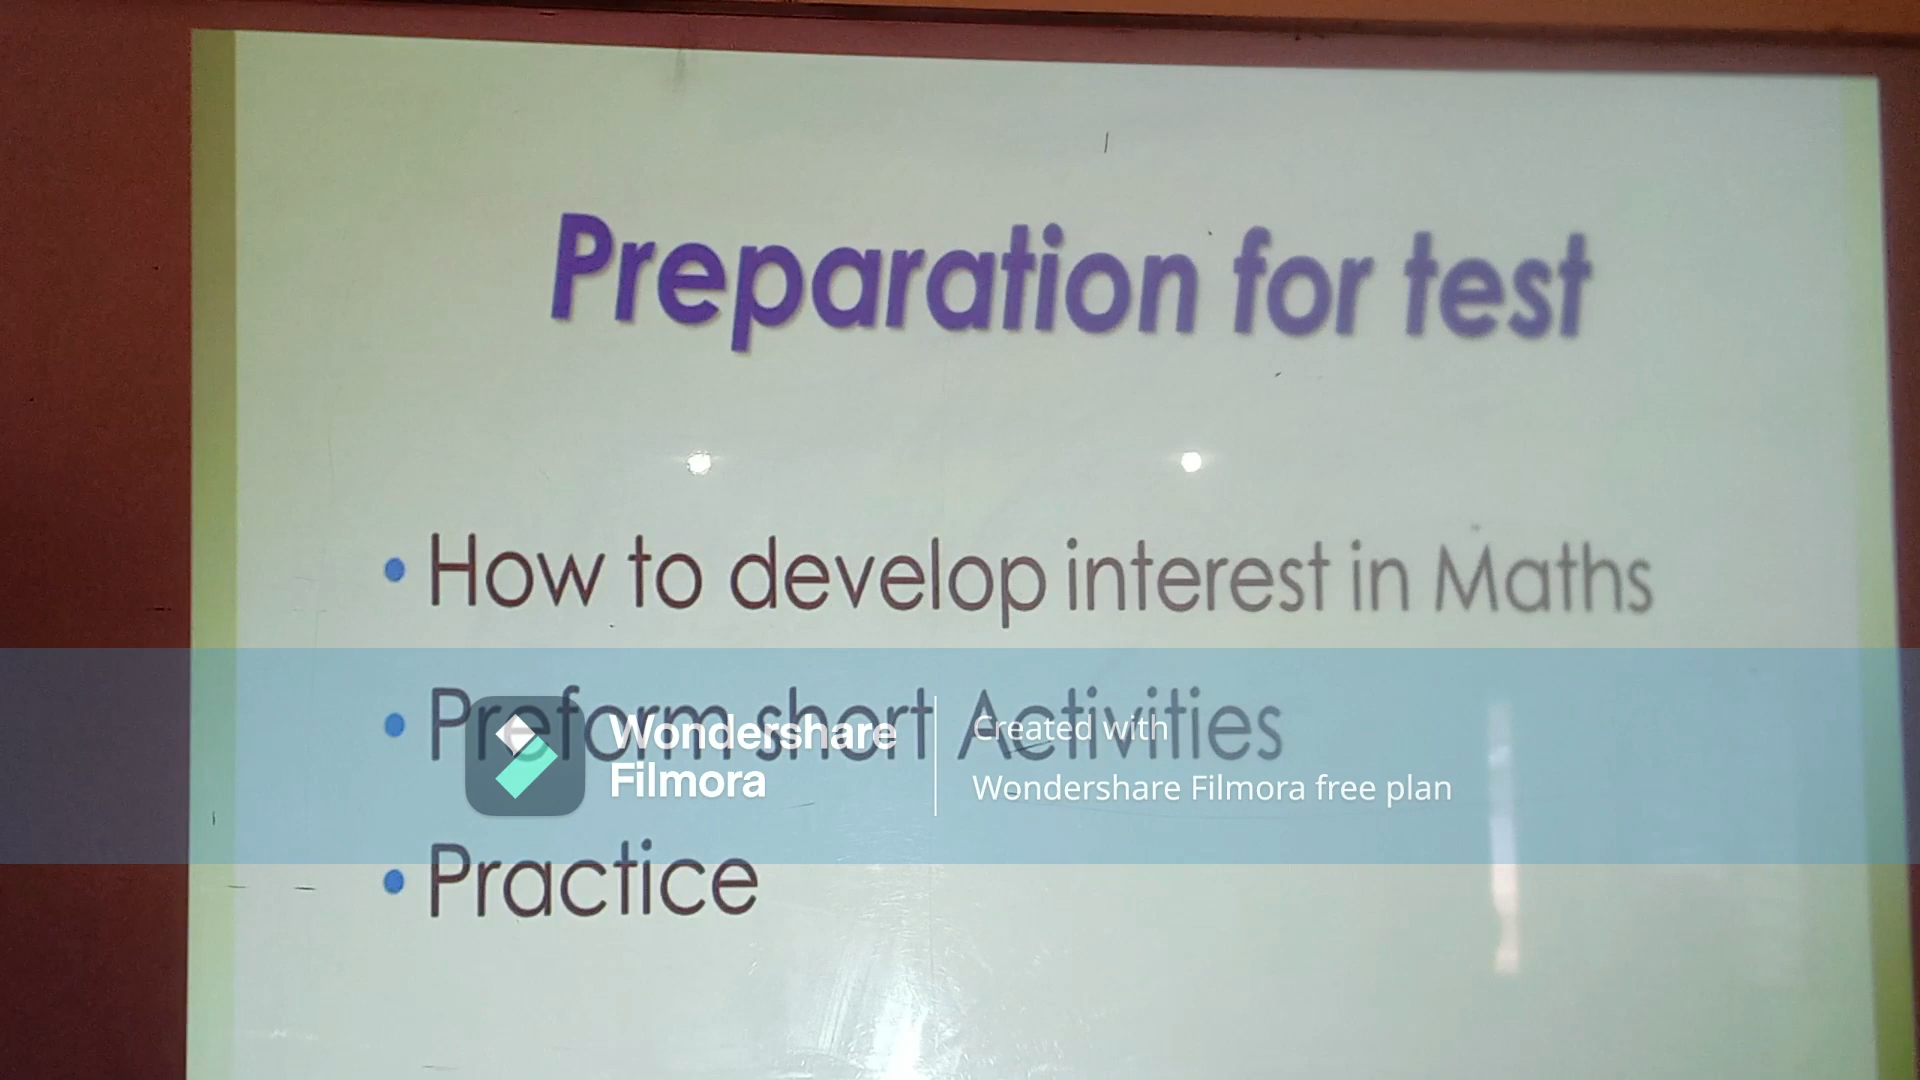 Preparation for test
• How to develop interest in Maths
• Preform short Activities
Wondershare
Filmora
Created with
Wondershare Filmora free plan
• Practice